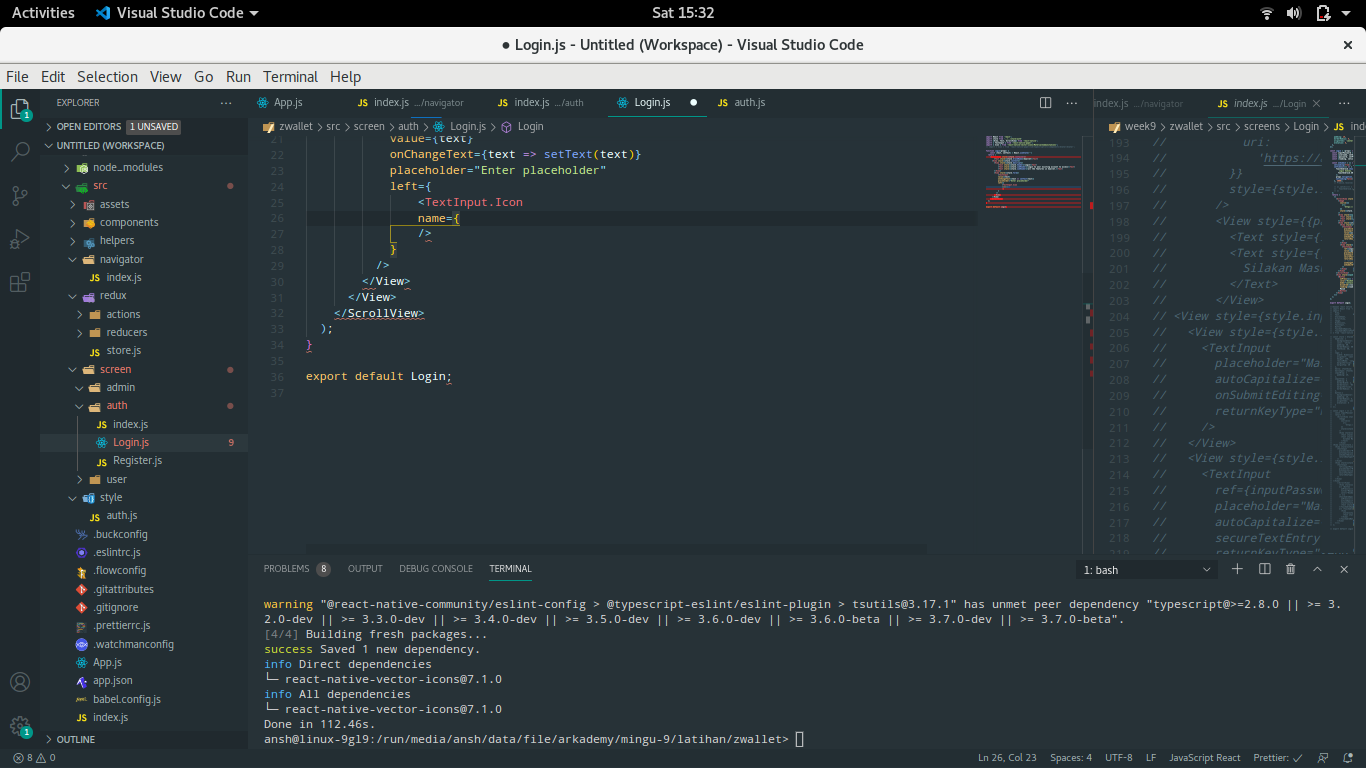 Activities Visual Studio Code Sat 15:32
● Login.js - Untitled (Workspace) - Visual Studio Code ×
File Edit Selection View Go Run Terminal Help
EXPLORER
OPEN EDITORS 1 UNSAVED
UNTITLED (WORKSPACE)
node_modules
src
assets
components
helpers
navigator
JS index.js
redux
actions
reducers
JS store.js
screen
admin
auth
JS index.js
Login.js 9
JS Register.js
user
style
JS auth.js
.buckconfig
.eslintrc.js
.flowconfig
.gitattributes
.gitignore
.prettierrc.js
.watchmanconfig
App.js
app.json
babel.config.js
JS index.js
OUTLINE
App.js JS index.js .../navigator JS index.js .../auth Login.js ● JS auth.js
zwallet > src > screen > auth > Login.js > Login
21 value={text}
22 onChangeText={text => setText(text)}
23 placeholder="Enter placeholder"
24 left={
25 <TextInput.Icon
26 name={
27 />
28 }
29 />
30 </View>
31 </View>
32 </ScrollView>
33 );
34 }
35
36 export default Login;
37
index.js .../navigator JS index.js .../Login ×
week9 > zwallet > src > screens > Login > JS inde
193 // uri:
194 // 'https://
195 // }}
196 // style={style.
197 // />
198 // <View style={{p
199 // <Text style={
200 // <Text style={
201 // Silakan Mas
202 // </Text>
203 // </View>
204 // <View style={style.in
205 // <View style={style.
206 // <TextInput
207 // placeholder="Ma
208 // autoCapitalize=
209 // onSubmitEditing
210 // returnKeyType="
211 // />
212 // </View>
213 // <View style={style.
214 // <TextInput
215 // ref={inputPassw
216 // placeholder="Ma
217 // autoCapitalize=
218 // secureTextEntry
219 // returnKeyType="
PROBLEMS 8 OUTPUT DEBUG CONSOLE TERMINAL 1: bash
warning "@react-native-community/eslint-config > @typescript-eslint/eslint-plugin > tsutils@3.17.1" has unmet peer dependency "typescript@>=2.8.0 || >= 3.
2.0-dev || >= 3.3.0-dev || >= 3.4.0-dev || >= 3.5.0-dev || >= 3.6.0-dev || >= 3.6.0-beta || >= 3.7.0-dev || >= 3.7.0-beta".
[4/4] Building fresh packages...
success Saved 1 new dependency.
info Direct dependencies
└─ react-native-vector-icons@7.1.0
info All dependencies
└─ react-native-vector-icons@7.1.0
Done in 112.46s.
ansh@linux-9gl9:/run/media/ansh/data/file/arkademy/mingu-9/latihan/zwallet>
8 0 Ln 26, Col 23 Spaces: 4 UTF-8 LF JavaScript React Prettier: ✓